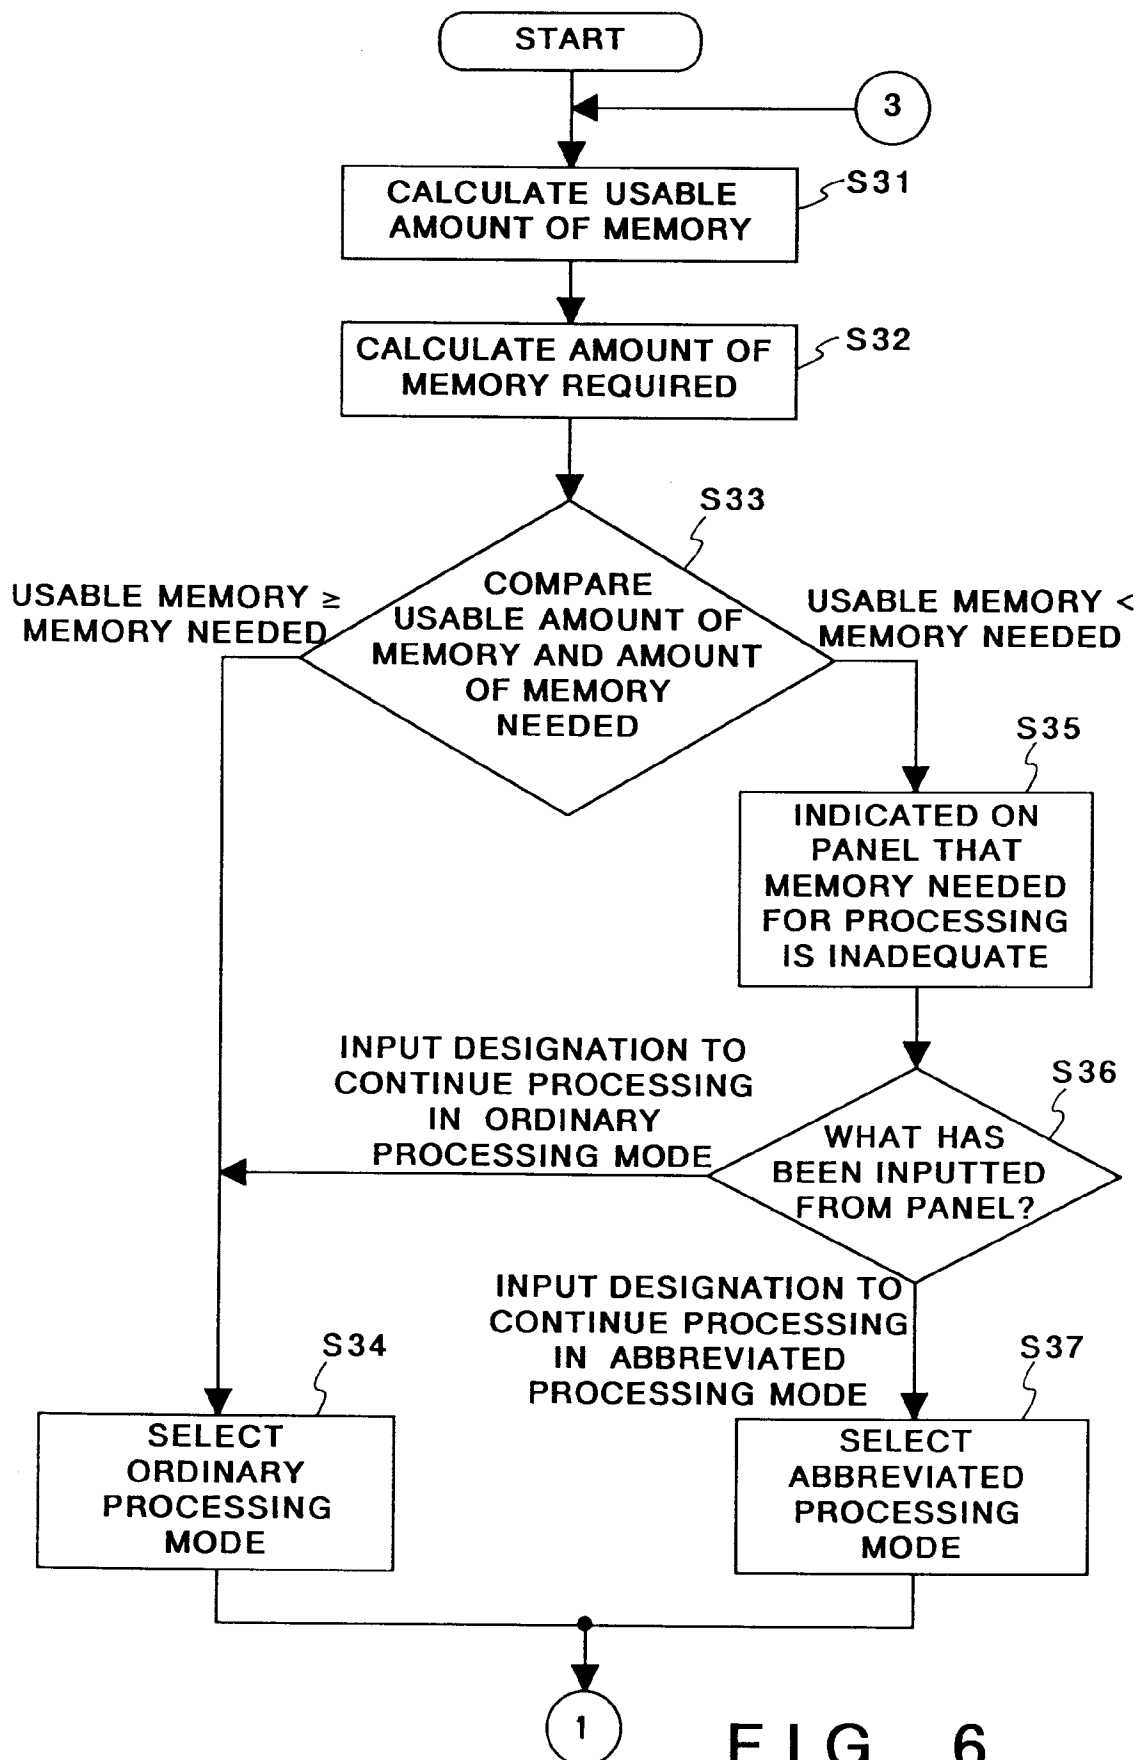 START
3
CALCULATE USABLE
AMOUNT OF MEMORY
S31
CALCULATE AMOUNT OF
MEMORY REQUIRED
S32
S33
COMPARE
USABLE AMOUNT OF
MEMORY AND AMOUNT
OF MEMORY
NEEDED
USABLE MEMORY ≥
MEMORY NEEDED
USABLE MEMORY <
MEMORY NEEDED
S35
INDICATED ON
PANEL THAT
MEMORY NEEDED
FOR PROCESSING
IS INADEQUATE
INPUT DESIGNATION TO
CONTINUE PROCESSING
IN ORDINARY
PROCESSING MODE
S36
WHAT HAS
BEEN INPUTTED
FROM PANEL?
INPUT DESIGNATION TO
CONTINUE PROCESSING
IN ABBREVIATED
PROCESSING MODE
S34
SELECT
ORDINARY
PROCESSING
MODE
S37
SELECT
ABBREVIATED
PROCESSING
MODE
1
FIG. 6